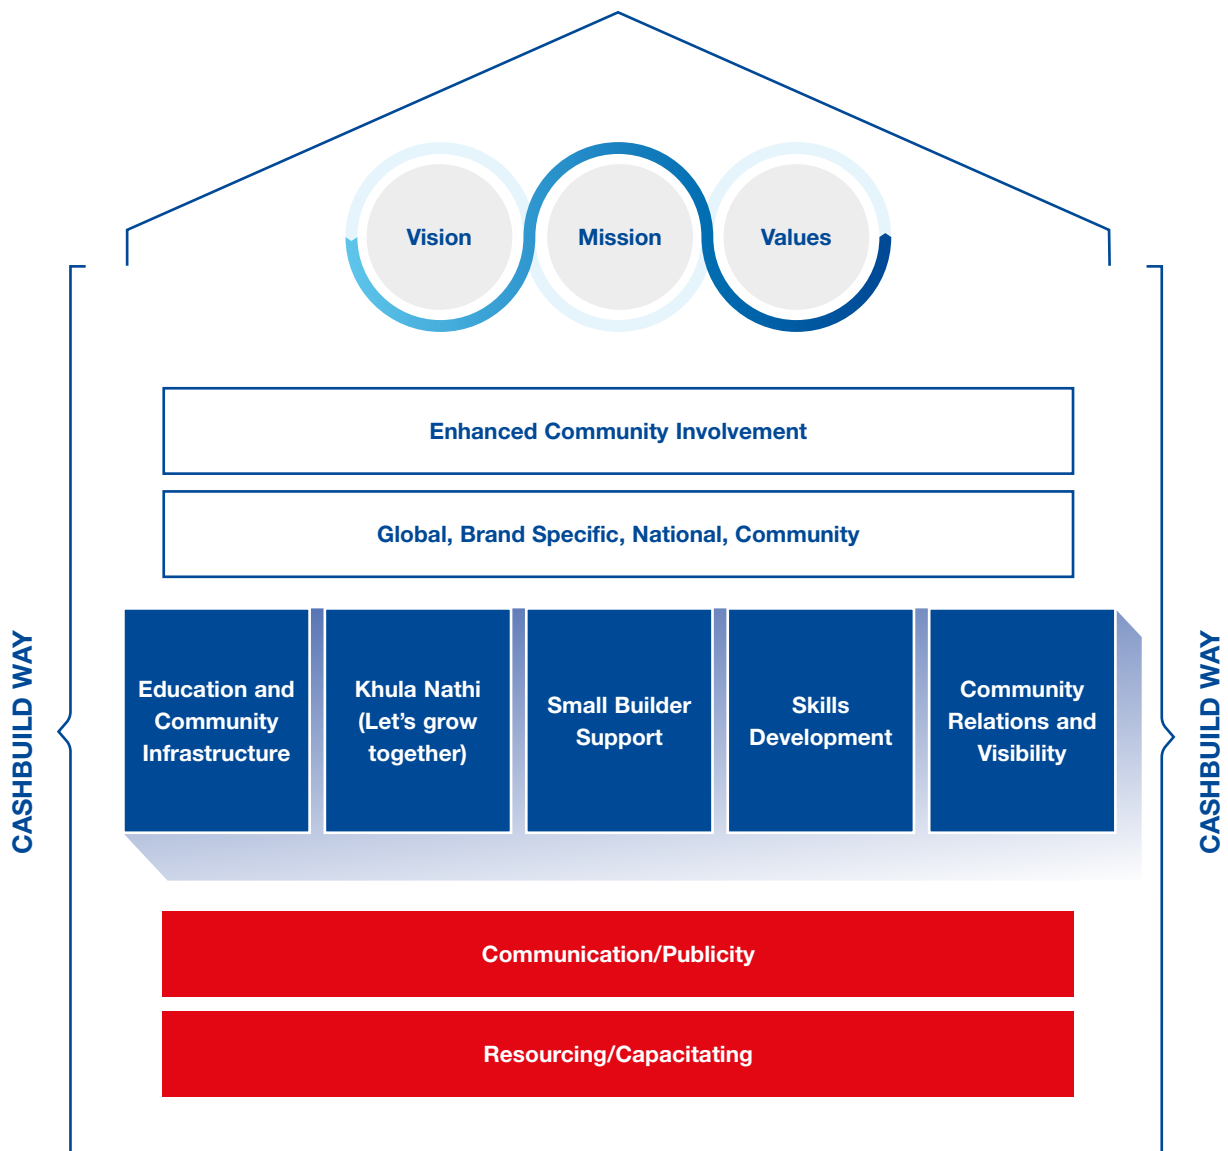 Vision
Mission
Values
Enhanced Community Involvement
Global, Brand Specific, National, Community
CASHBUILD WAY
Education and
Community
Infrastructure
Khula Nathi
(Let’s grow
together)
Small Builder
Support
Skills
Development
Community
Relations and
Visibility
CASHBUILD WAY
Communication/Publicity
Resourcing/Capacitating